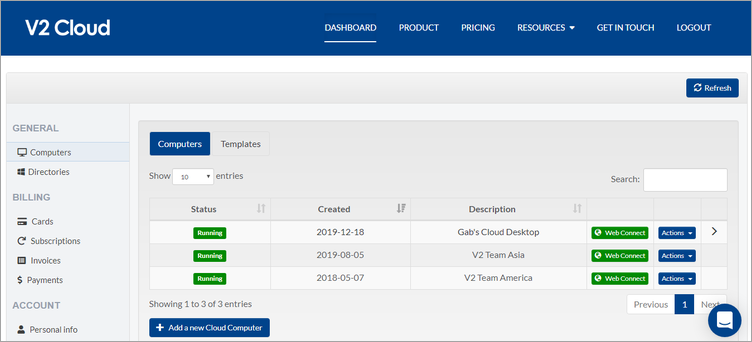 V2 Cloud
DASHBOARD PRODUCT PRICING RESOURCES GET IN TOUCH LOGOUT
Refresh
GENERAL
Computers
Directories
BILLING
Cards
Subscriptions
Invoices
$ Payments
ACCOUNT
Personal info
Computers Templates
Show 10 entries
Search:
Status Created Description
Running 2019-12-18 Gab's Cloud Desktop Web Connect Actions
Running 2019-08-05 V2 Team Asia Web Connect Actions
Running 2018-05-07 V2 Team America Web Connect Actions
Showing 1 to 3 of 3 entries
Previous 1 Next
+ Add a new Cloud Computer